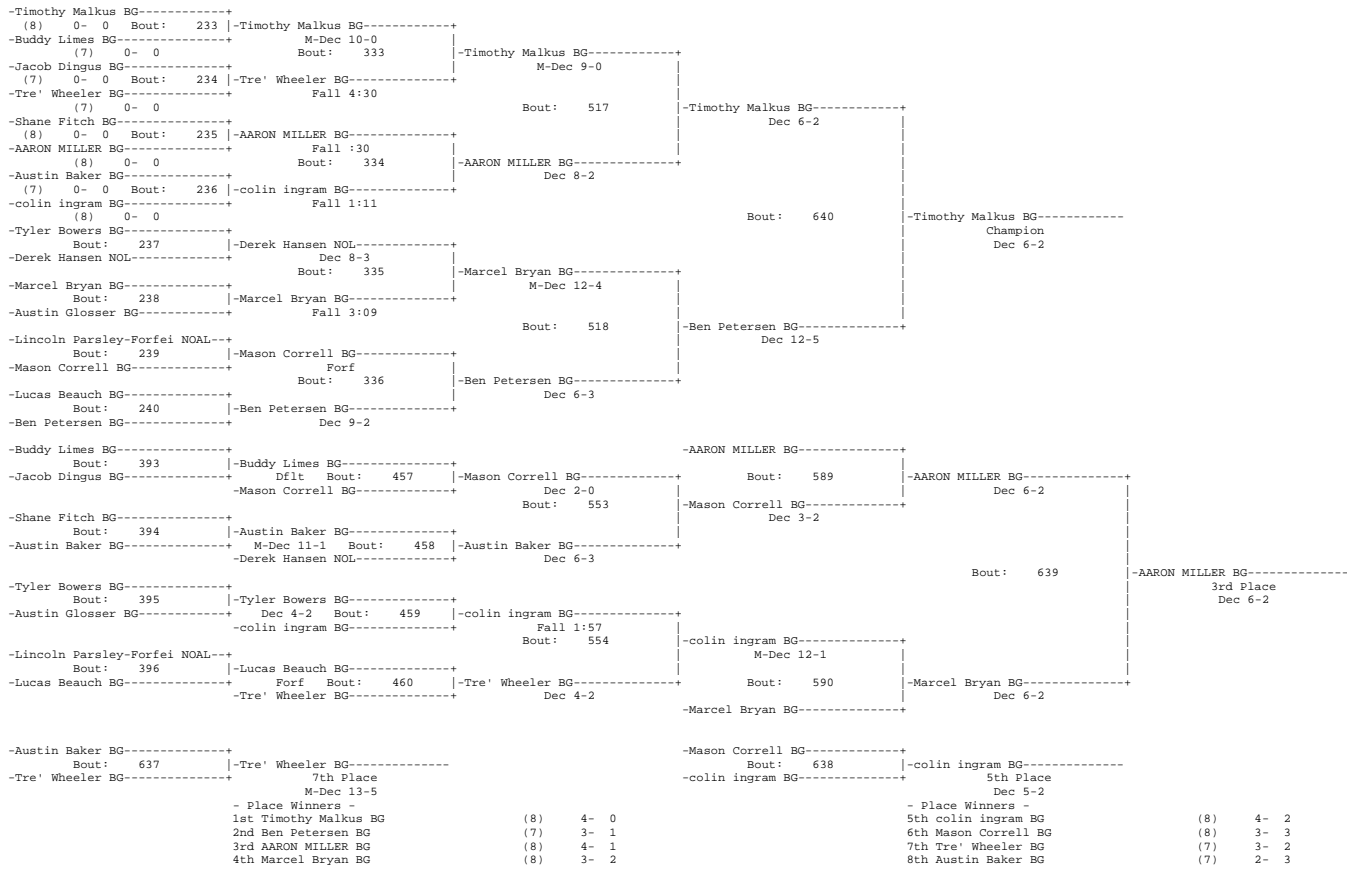 -Timothy Malkus BG-------------+
(8) 0- 0 Bout: 233 |-Timothy Malkus BG------------+
-Buddy Limes BG---------------+ M-Dec 10-0 |
(7) 0- 0 Bout: 333 |-Timothy Malkus BG------------+
-Jacob Dingus BG--------------+ | M-Dec 9-0 |
(7) 0- 0 Bout: 234 |-Tre' Wheeler BG--------------+ |
-Tre' Wheeler BG--------------+ Fall 4:30 |
(7) 0- 0 Bout: 517 |-Timothy Malkus BG------------+
-Shane Fitch BG---------------+ | Dec 6-2 |
(8) 0- 0 Bout: 235 |-AARON MILLER BG--------------+ | |
-AARON MILLER BG--------------+ Fall :30 | | |
(8) 0- 0 Bout: 334 |-AARON MILLER BG--------------+ |
-Austin Baker BG--------------+ | Dec 8-2 |
(7) 0- 0 Bout: 236 |-colin ingram BG--------------+ |
-colin ingram BG--------------+ Fall 1:11 |
(8) 0- 0 Bout: 640 |-Timothy Malkus BG------------
-Tyler Bowers BG--------------+ | Champion
Bout: 237 |-Derek Hansen NOL-------------+ | Dec 6-2
-Derek Hansen NOL-------------+ Dec 8-3 | |
Bout: 335 |-Marcel Bryan BG--------------+ |
-Marcel Bryan BG--------------+ | M-Dec 12-4 | |
Bout: 238 |-Marcel Bryan BG--------------+ | |
-Austin Glosser BG------------+ Fall 3:09 | |
Bout: 518 |-Ben Petersen BG--------------+
-Lincoln Parsley-Forfei NOAL--+ | Dec 12-5
Bout: 239 |-Mason Correll BG-------------+ |
-Mason Correll BG-------------+ Forf | |
Bout: 336 |-Ben Petersen BG--------------+
-Lucas Beauch BG--------------+ | Dec 6-3
Bout: 240 |-Ben Petersen BG--------------+
-Ben Petersen BG--------------+ Dec 9-2
-Buddy Limes BG---------------+ -AARON MILLER BG--------------+
Bout: 393 |-Buddy Limes BG---------------+ |
-Jacob Dingus BG--------------+ Dflt Bout: 457 |-Mason Correll BG-------------+ Bout: 589 |-AARON MILLER BG--------------+
-Mason Correll BG-------------+ Dec 2-0 | | Dec 6-2 |
Bout: 553 |-Mason Correll BG-------------+ |
-Shane Fitch BG---------------+ | Dec 3-2 |
Bout: 394 |-Austin Baker BG--------------+ | |
-Austin Baker BG--------------+ M-Dec 11-1 Bout: 458 |-Austin Baker BG--------------+ |
-Derek Hansen NOL-------------+ Dec 6-3 |
Bout: 639 |-AARON MILLER BG--------------
-Tyler Bowers BG--------------+ | 3rd Place
Bout: 395 |-Tyler Bowers BG--------------+ | Dec 6-2
-Austin Glosser BG------------+ Dec 4-2 Bout: 459 |-colin ingram BG--------------+ |
-colin ingram BG--------------+ Fall 1:57 | |
Bout: 554 |-colin ingram BG--------------+ |
-Lincoln Parsley-Forfei NOAL--+ | M-Dec 12-1 | |
Bout: 396 |-Lucas Beauch BG--------------+ | | |
-Lucas Beauch BG--------------+ Forf Bout: 460 |-Tre' Wheeler BG--------------+ Bout: 590 |-Marcel Bryan BG--------------+
-Tre' Wheeler BG--------------+ Dec 4-2 | Dec 6-2
-Marcel Bryan BG--------------+
-Austin Baker BG--------------+ -Mason Correll BG-------------+
Bout: 637 |-Tre' Wheeler BG-------------- Bout: 638 |-colin ingram BG--------------
-Tre' Wheeler BG--------------+ 7th Place -colin ingram BG--------------+ 5th Place
M-Dec 13-5 Dec 5-2
- Place Winners - - Place Winners -
1st Timothy Malkus BG (8) 4- 0 5th colin ingram BG (8) 4- 2
2nd Ben Petersen BG (7) 3- 1 6th Mason Correll BG (8) 3- 3
3rd AARON MILLER BG (8) 4- 1 7th Tre' Wheeler BG (7) 3- 2
4th Marcel Bryan BG (8) 3- 2 8th Austin Baker BG (7) 2- 3